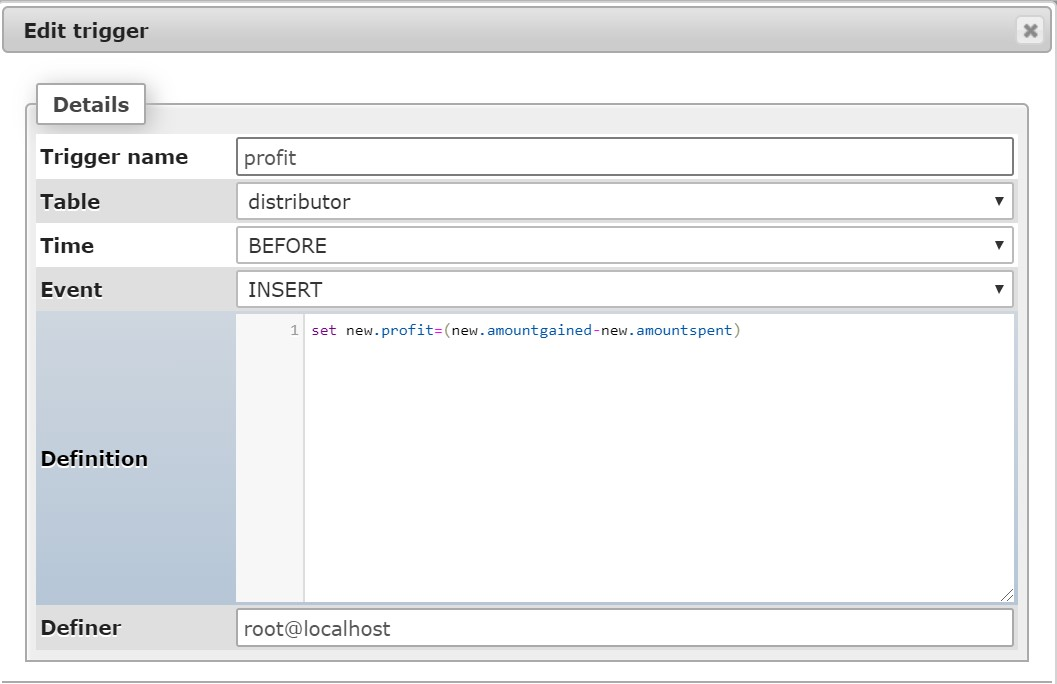 Edit trigger
Details
Trigger name profit
Table distributor
Time BEFORE
Event INSERT
1 set new.profit=(new.amountgained-new.amountspent)
Definition
Definer root@localhost